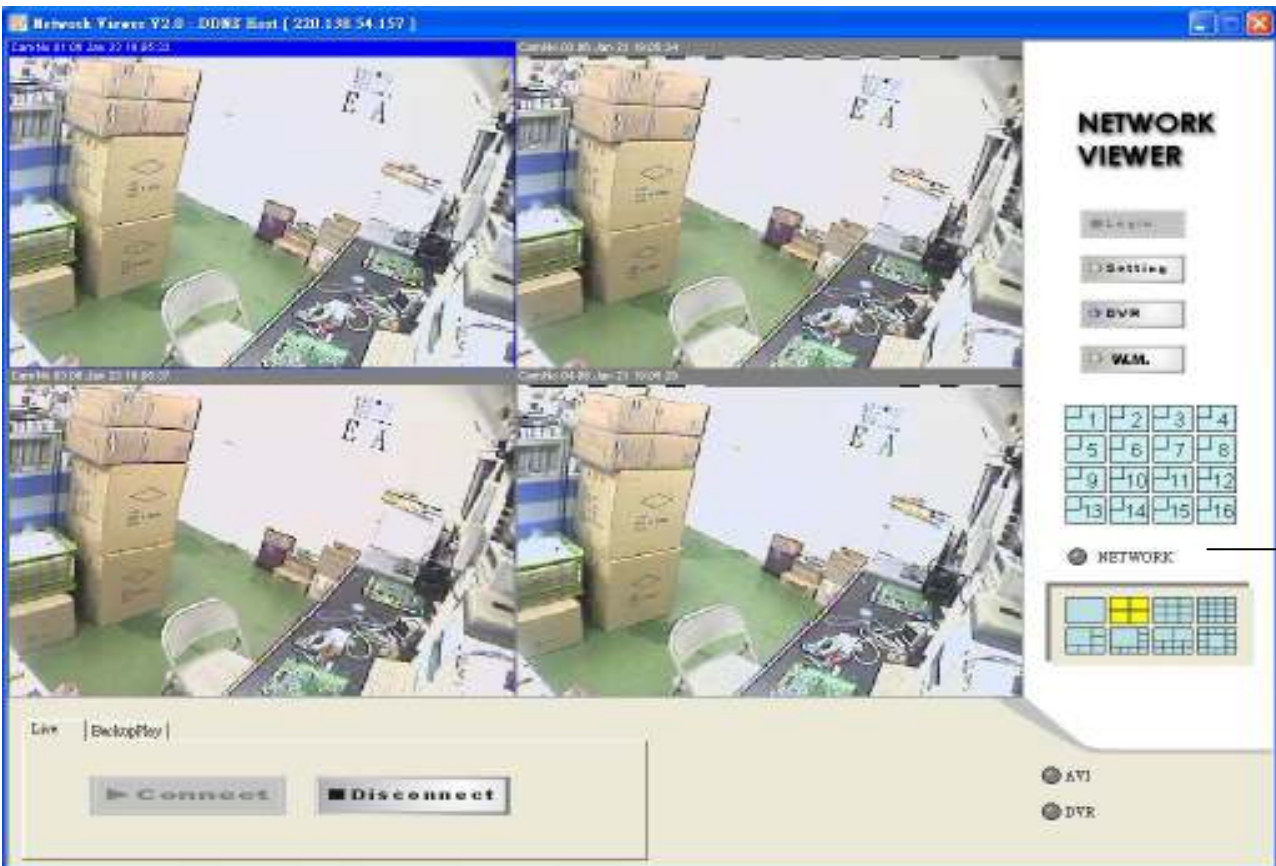 Network Viewer V2.0 - DDNS Host [ 220.138.54.157 ]
NETWORK
VIEWER
Login
Setting
DVR
W.M.
1 2 3 4
5 6 7 8
9 10 11 12
13 14 15 16
NETWORK
E A
E A
E A
E A
Live
BackupPlay
Connect
Disconnect
AVI
DVR